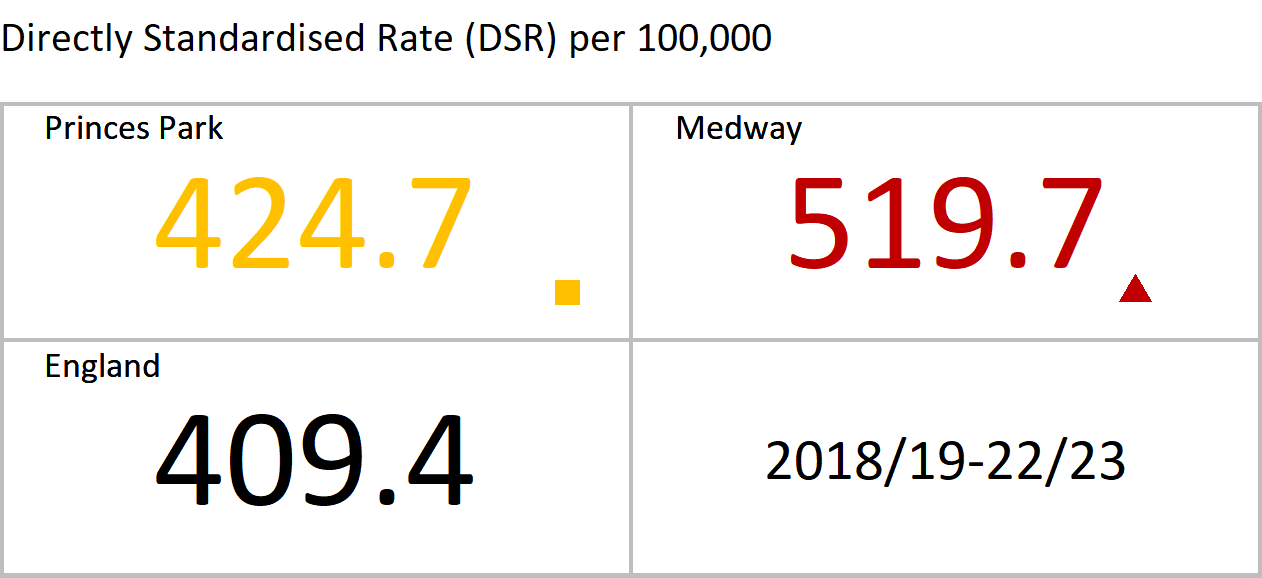 Directly Standardised Rate (DSR) per 100,000
Princes Park
424.7
Medway
519.7
England
409.4
2018/19-22/23